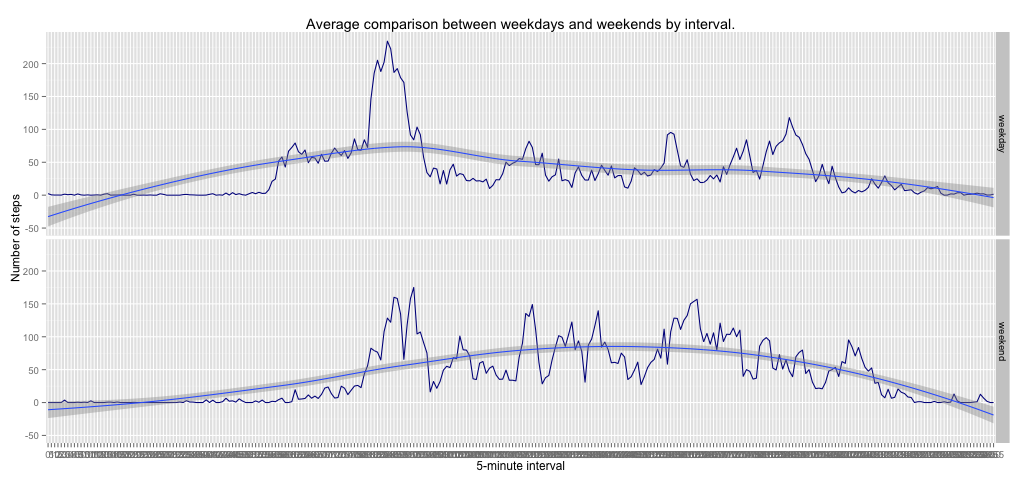 Average comparison between weekdays and weekends by interval.
Number of steps
200
150
100
50
0
-50
weekday
200
150
100
50
0
-50
weekend
5-minute interval